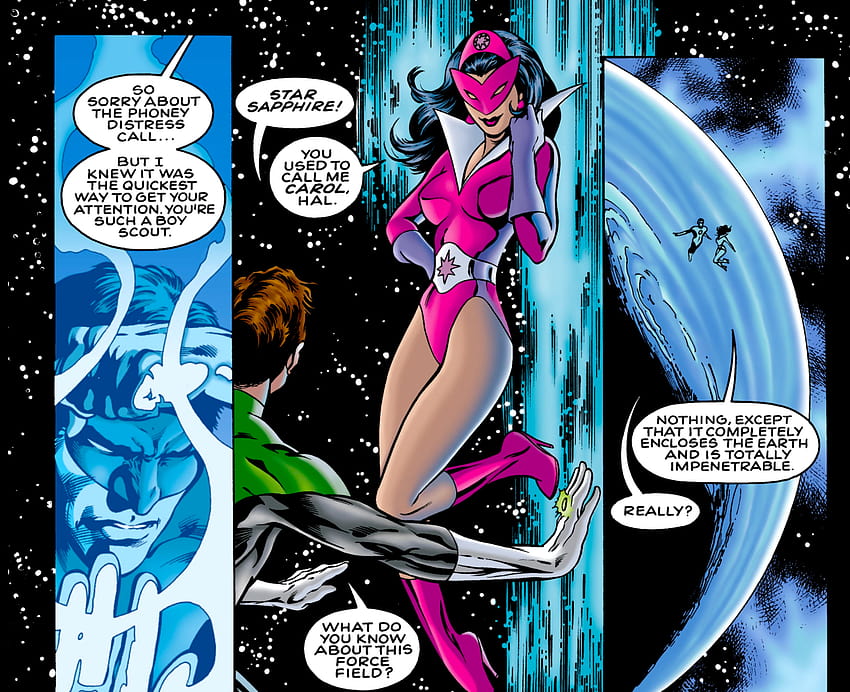 SO
SORRY ABOUT
THE PHONEY
DISTRESS
CALL...
BUT I
KNEW IT WAS
THE QUICKEST
WAY TO GET YOUR
ATTENTION. YOU'RE
SUCH A BOY
SCOUT.
STAR
SAPPHIRE!
YOU
USED TO
CALL ME
CAROL,
HAL.
WHAT DO
YOU KNOW
ABOUT THIS
FORCE
FIELD?
NOTHING, EXCEPT
THAT IT COMPLETELY
ENCLOSES THE EARTH
AND IS TOTALLY
IMPENETRABLE.
REALLY?